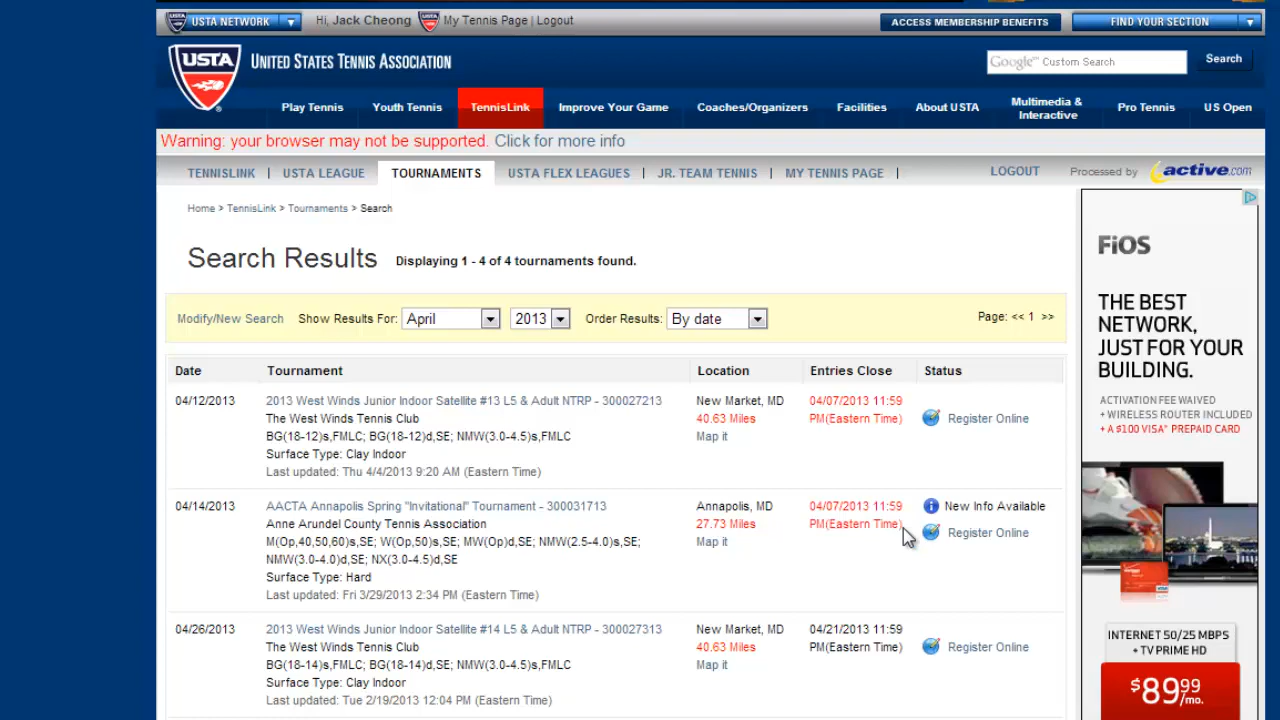 USTA NETWORK
Hi, Jack Cheong
My Tennis Page | Logout
ACCESS MEMBERSHIP BENEFITS
FIND YOUR SECTION
USTA
UNITED STATES TENNIS ASSOCIATION
Google™ Custom Search
Search
Play Tennis
Youth Tennis
TennisLink
Improve Your Game
Coaches/Organizers
Facilities
About USTA
Multimedia &
Interactive
Pro Tennis
US Open
Warning: your browser may not be supported. Click for more info
TENNISLINK | USTA LEAGUE TOURNAMENTS USTA FLEX LEAGUES | JR. TEAM TENNIS | MY TENNIS PAGE |
LOGOUT
Processed by active.com
Home > TennisLink > Tournaments > Search
Search Results Displaying 1 - 4 of 4 tournaments found.
Modify/New Search Show Results For: April 2013 Order Results: By date Page: << 1 >>
Date Tournament Location Entries Close Status
04/12/2013
2013 West Winds Junior Indoor Satellite #13 L5 & Adult NTRP - 300027213
The West Winds Tennis Club
BG(18-12)s,FMLC; BG(18-12)d,SE; NMW(3.0-4.5)s,FMLC
Surface Type: Clay Indoor
Last updated: Thu 4/4/2013 9:20 AM (Eastern Time)
New Market, MD
40.63 Miles
Map it
04/07/2013 11:59
PM(Eastern Time)
Register Online
04/14/2013
AACTA Annapolis Spring "Invitational" Tournament - 300031713
Anne Arundel County Tennis Association
M(Op,40,50,60)s,SE; W(Op,50)s,SE; MW(Op)d,SE; NMW(2.5-4.0)s,SE;
NMW(3.0-4.0)d,SE; NX(3.0-4.5)d,SE
Surface Type: Hard
Last updated: Fri 3/29/2013 2:34 PM (Eastern Time)
Annapolis, MD
27.73 Miles
Map it
04/07/2013 11:59
PM(Eastern Time)
New Info Available
Register Online
04/26/2013
2013 West Winds Junior Indoor Satellite #14 L5 & Adult NTRP - 300027313
The West Winds Tennis Club
BG(18-14)s,FMLC; BG(18-14)d,SE; NMW(3.0-4.5)s,FMLC
Surface Type: Clay Indoor
Last updated: Tue 2/19/2013 12:04 PM (Eastern Time)
New Market, MD
40.63 Miles
Map it
04/21/2013 11:59
PM(Eastern Time)
Register Online
FiOS
THE BEST
NETWORK,
JUST FOR YOUR
BUILDING.
ACTIVATION FEE WAIVED
+ WIRELESS ROUTER INCLUDED
+ A $100 VISA® PREPAID CARD
INTERNET 50/25 MBPS
+ TV PRIME HD
$89.99
/mo.